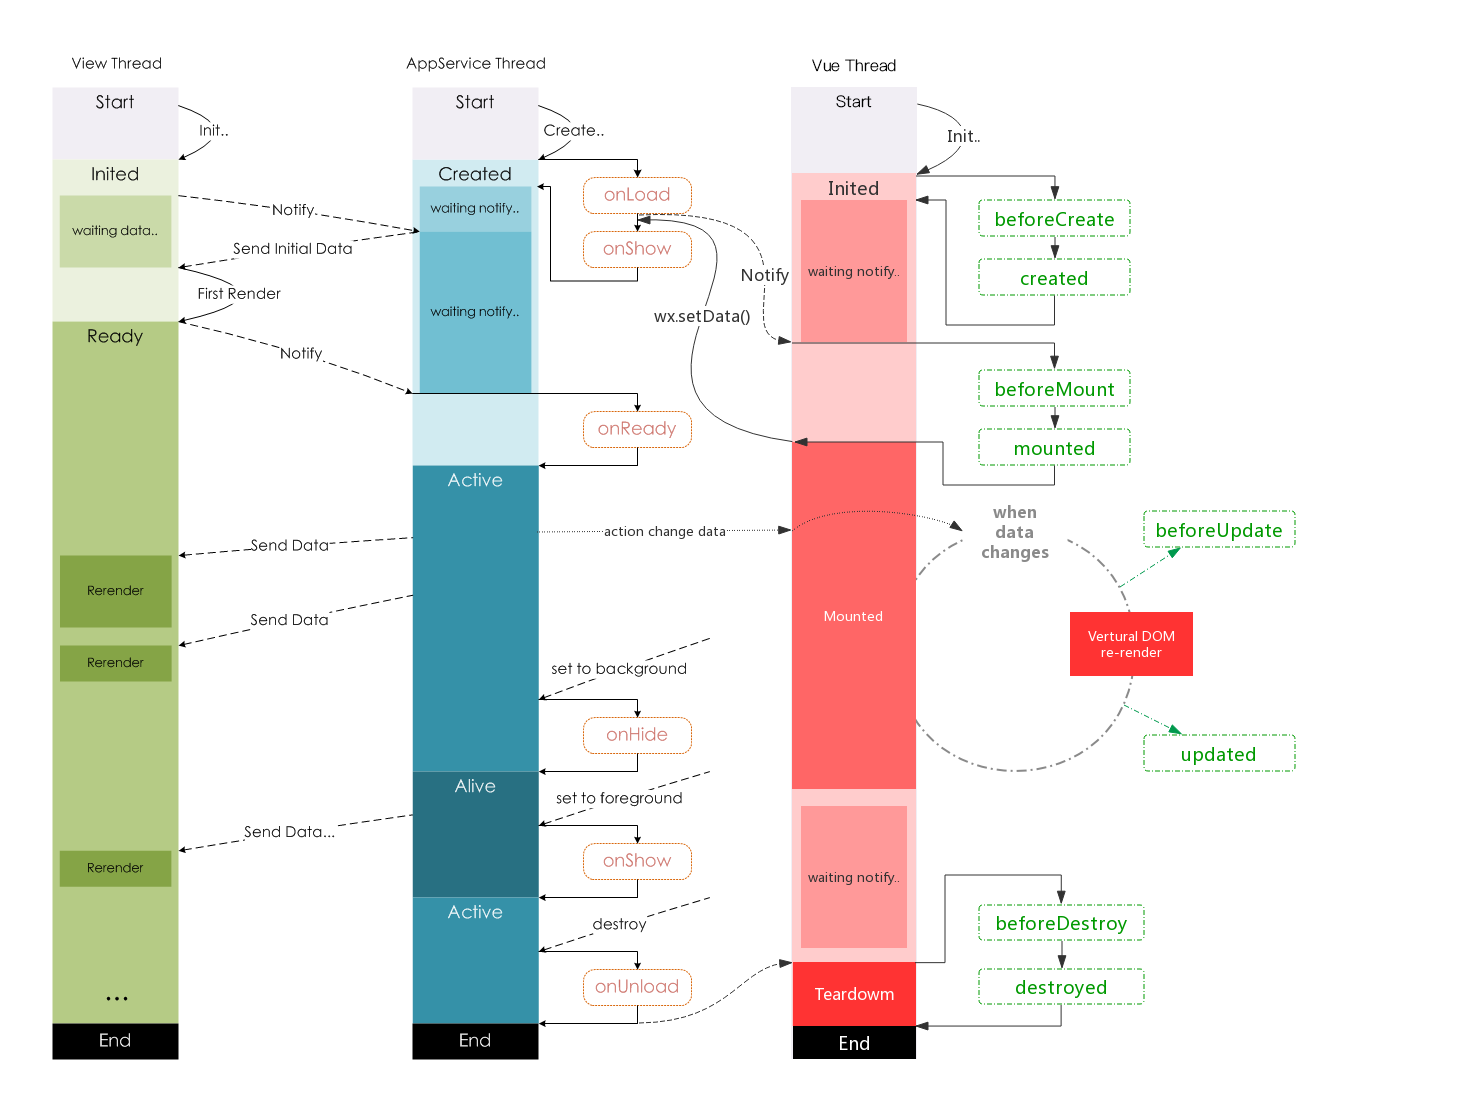 View Thread
Start
Init..
Inited
waiting data..
Notify
Send Initial Data
First Render
Ready
Notify
Send Data
Rerender
Send Data
Rerender
Send Data...
Rerender
...
End
AppService Thread
Start
Create..
Created
waiting notify..
onLoad
onShow
waiting notify..
Notify
wx.setData()
onReady
Active
action change data
set to background
onHide
Alive
set to foreground
onShow
Active
destroy
onUnload
End
Vue Thread
Start
Init..
Inited
waiting notify..
beforeCreate
created
beforeMount
mounted
when
data
changes
beforeUpdate
Mounted
Vertural DOM
re-render
updated
waiting notify..
beforeDestroy
destroyed
Teardowm
End